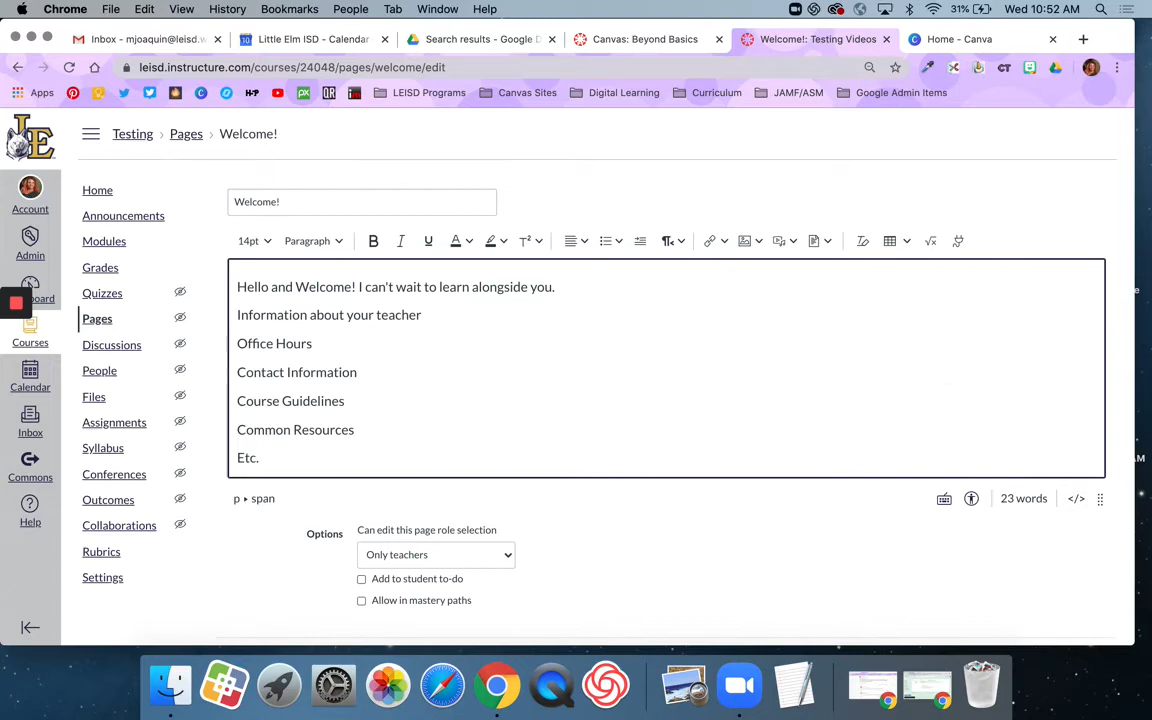 Chrome File Edit View History Bookmarks People Tab Window Help 31% Wed 10:52 AM
Inbox - mjoaquin@leisd.w Little Elm ISD - Calendar Search results - Google D Canvas: Beyond Basics Welcome!: Testing Videos Home - Canva
leisd.instructure.com/courses/24048/pages/welcome/edit
Apps LEISD Programs Canvas Sites Digital Learning Curriculum JAMF/ASM Google Admin Items
LE
Testing › Pages › Welcome!
Account
Admin
board
Courses
Calendar
Inbox
Commons
Help
Home
Announcements
Modules
Grades
Quizzes
Pages
Discussions
People
Files
Assignments
Syllabus
Conferences
Outcomes
Collaborations
Rubrics
Settings
Welcome!
14pt Paragraph B I U A T²
Hello and Welcome! I can't wait to learn alongside you.
Information about your teacher
Office Hours
Contact Information
Course Guidelines
Common Resources
Etc.
p ▸ span 23 words </>
Options Can edit this page role selection
Only teachers
Add to student to-do
Allow in mastery paths